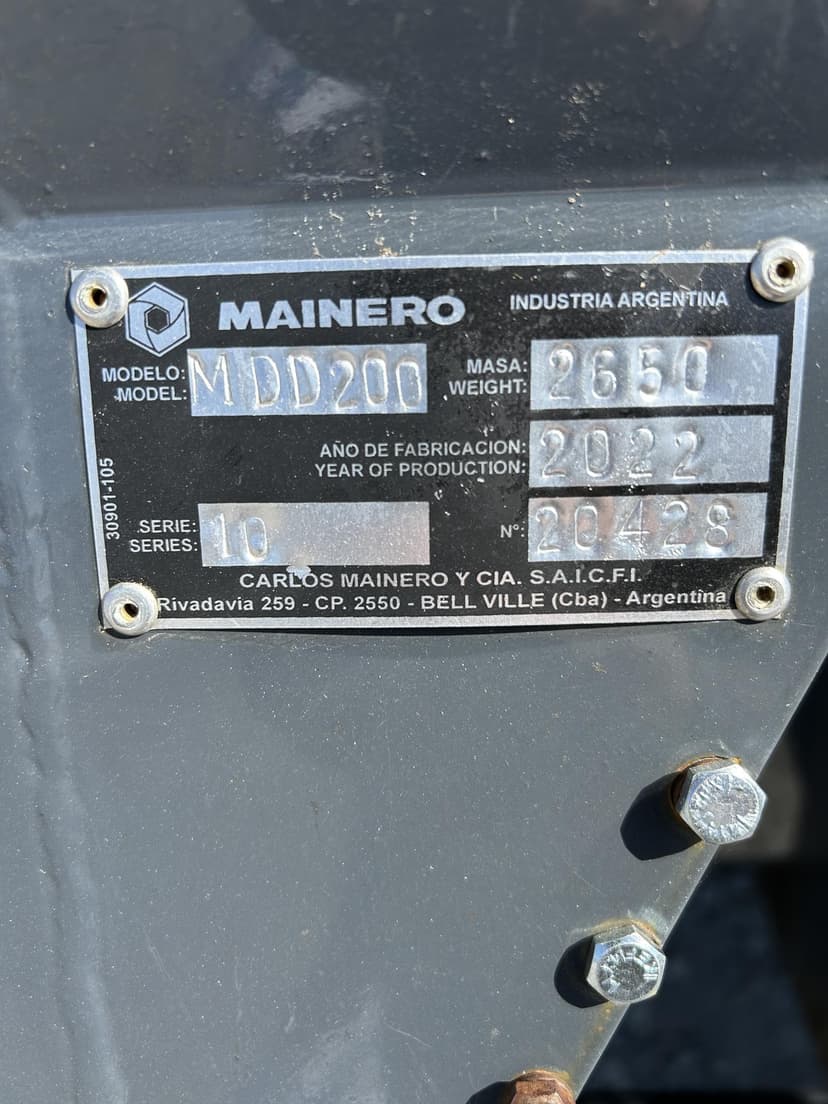 MAINERO INDUSTRIA ARGENTINA
MODELO: MASA:
MODEL: MDD200 WEIGHT: 2650
AÑO DE FABRICACION:
YEAR OF PRODUCTION: 2022
SERIE:
SERIES: 10 N°: 20428
30901-105
CARLOS MAINERO Y CIA. S.A.I.C.F.I.
Rivadavia 259 - CP. 2550 - BELL VILLE (Cba) - Argentina